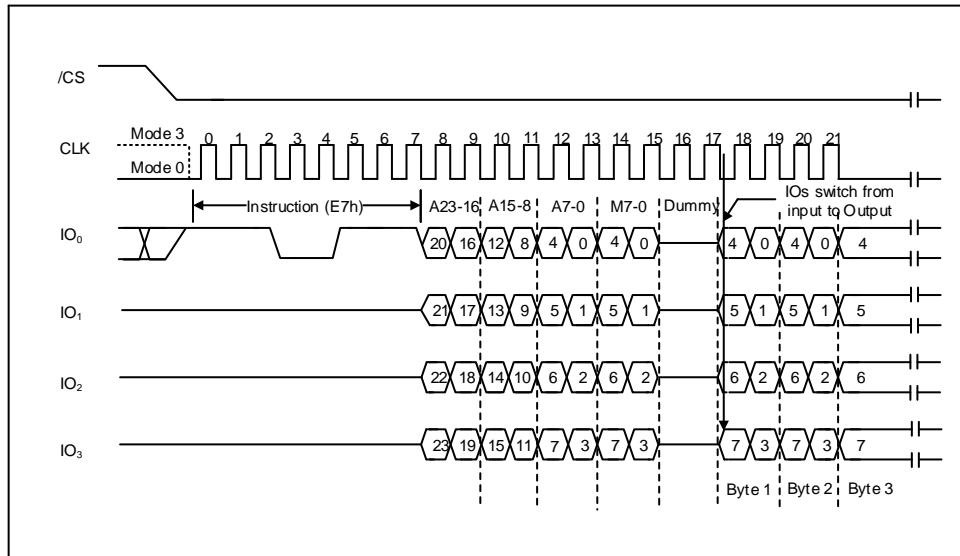 /CS
Mode 3
0 1 2 3 4 5 6 7 8 9 10 11 12 13 14 15 16 17 18 19 20 21
CLK
Mode 0
IOs switch from
input to Output
Instruction (E7h) A23-16 A15-8 A7-0 M7-0 Dummy
IO₀ 20 16 12 8 4 0 4 0 4 0 4 0 4
IO₁ 21 17 13 9 5 1 5 1 5 1 5 1 5
IO₂ 22 18 14 10 6 2 6 2 6 2 6 2 6
IO₃ 23 19 15 11 7 3 7 3 7 3 7 3 7
Byte 1 Byte 2 Byte 3